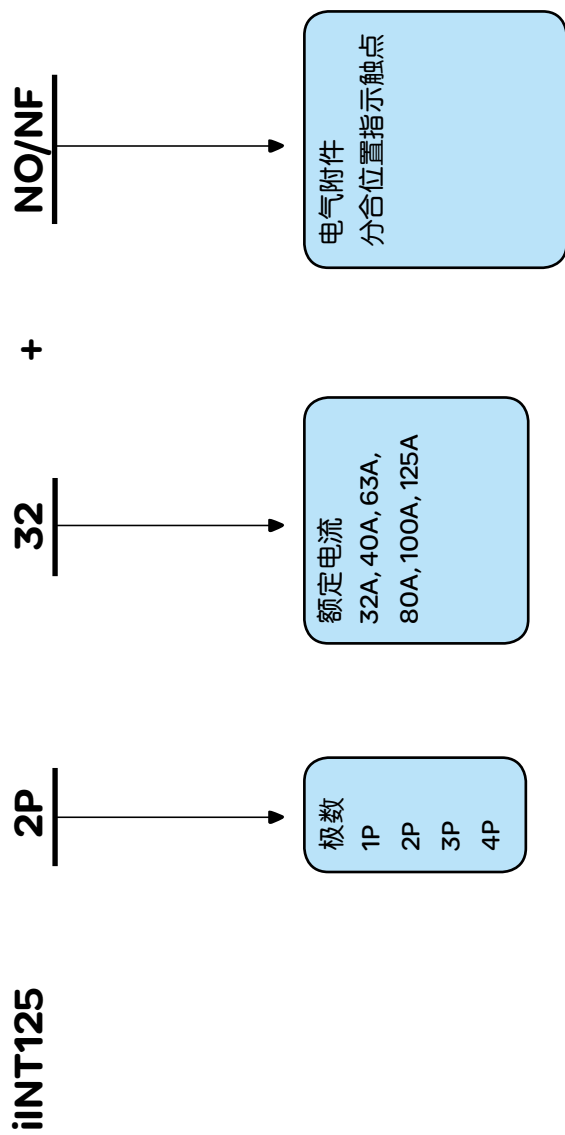 iINT125 2P 32 + NO/NF
极数
1P
2P
3P
4P
额定电流
32A, 40A, 63A,
80A, 100A, 125A
电气附件
分合位置指示触点